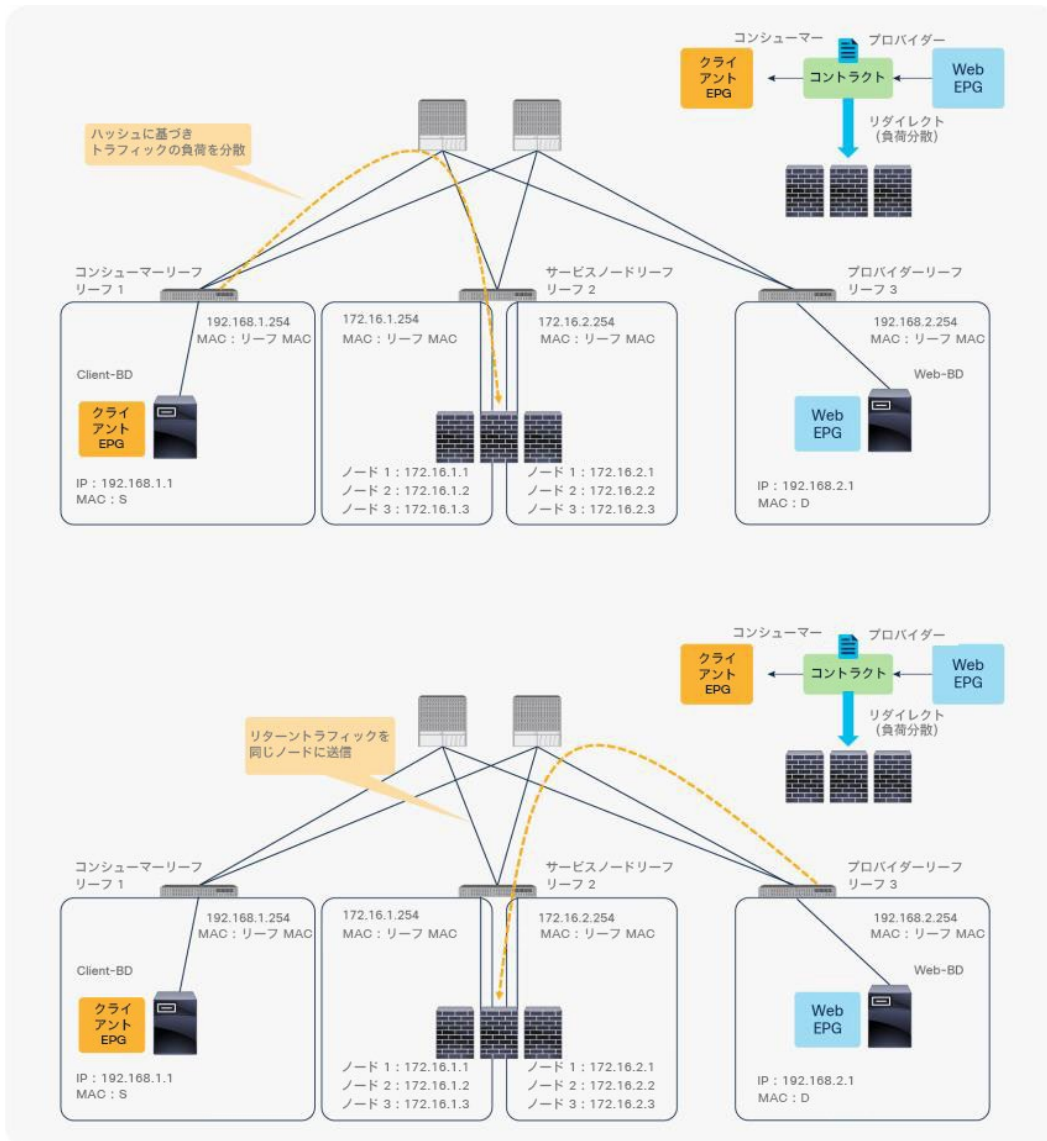 コンシューマー
プロバイダー
クライ
アント
EPG
コントラクト
Web
EPG
リダイレクト
(負荷分散)
ハッシュに基づき
トラフィックの負荷を分散
コンシューマーリーフ
リーフ 1
サービスノードリーフ
リーフ 2
プロバイダーリーフ
リーフ 3
192.168.1.254
MAC：リーフ MAC
172.16.1.254
MAC：リーフ MAC
172.16.2.254
MAC：リーフ MAC
192.168.2.254
MAC：リーフ MAC
Client-BD
Web-BD
クライ
アント
EPG
Web
EPG
IP：192.168.1.1
MAC：S
ノード 1：172.16.1.1
ノード 2：172.16.1.2
ノード 3：172.16.1.3
ノード 1：172.16.2.1
ノード 2：172.16.2.2
ノード 3：172.16.2.3
IP：192.168.2.1
MAC：D
コンシューマー
プロバイダー
クライ
アント
EPG
コントラクト
Web
EPG
リダイレクト
(負荷分散)
リターントラフィックを
同じノードに送信
コンシューマーリーフ
リーフ 1
サービスノードリーフ
リーフ 2
プロバイダーリーフ
リーフ 3
192.168.1.254
MAC：リーフ MAC
172.16.1.254
MAC：リーフ MAC
172.16.2.254
MAC：リーフ MAC
192.168.2.254
MAC：リーフ MAC
Client-BD
Web-BD
クライ
アント
EPG
Web
EPG
IP：192.168.1.1
MAC：S
ノード 1：172.16.1.1
ノード 2：172.16.1.2
ノード 3：172.16.1.3
ノード 1：172.16.2.1
ノード 2：172.16.2.2
ノード 3：172.16.2.3
IP：192.168.2.1
MAC：D